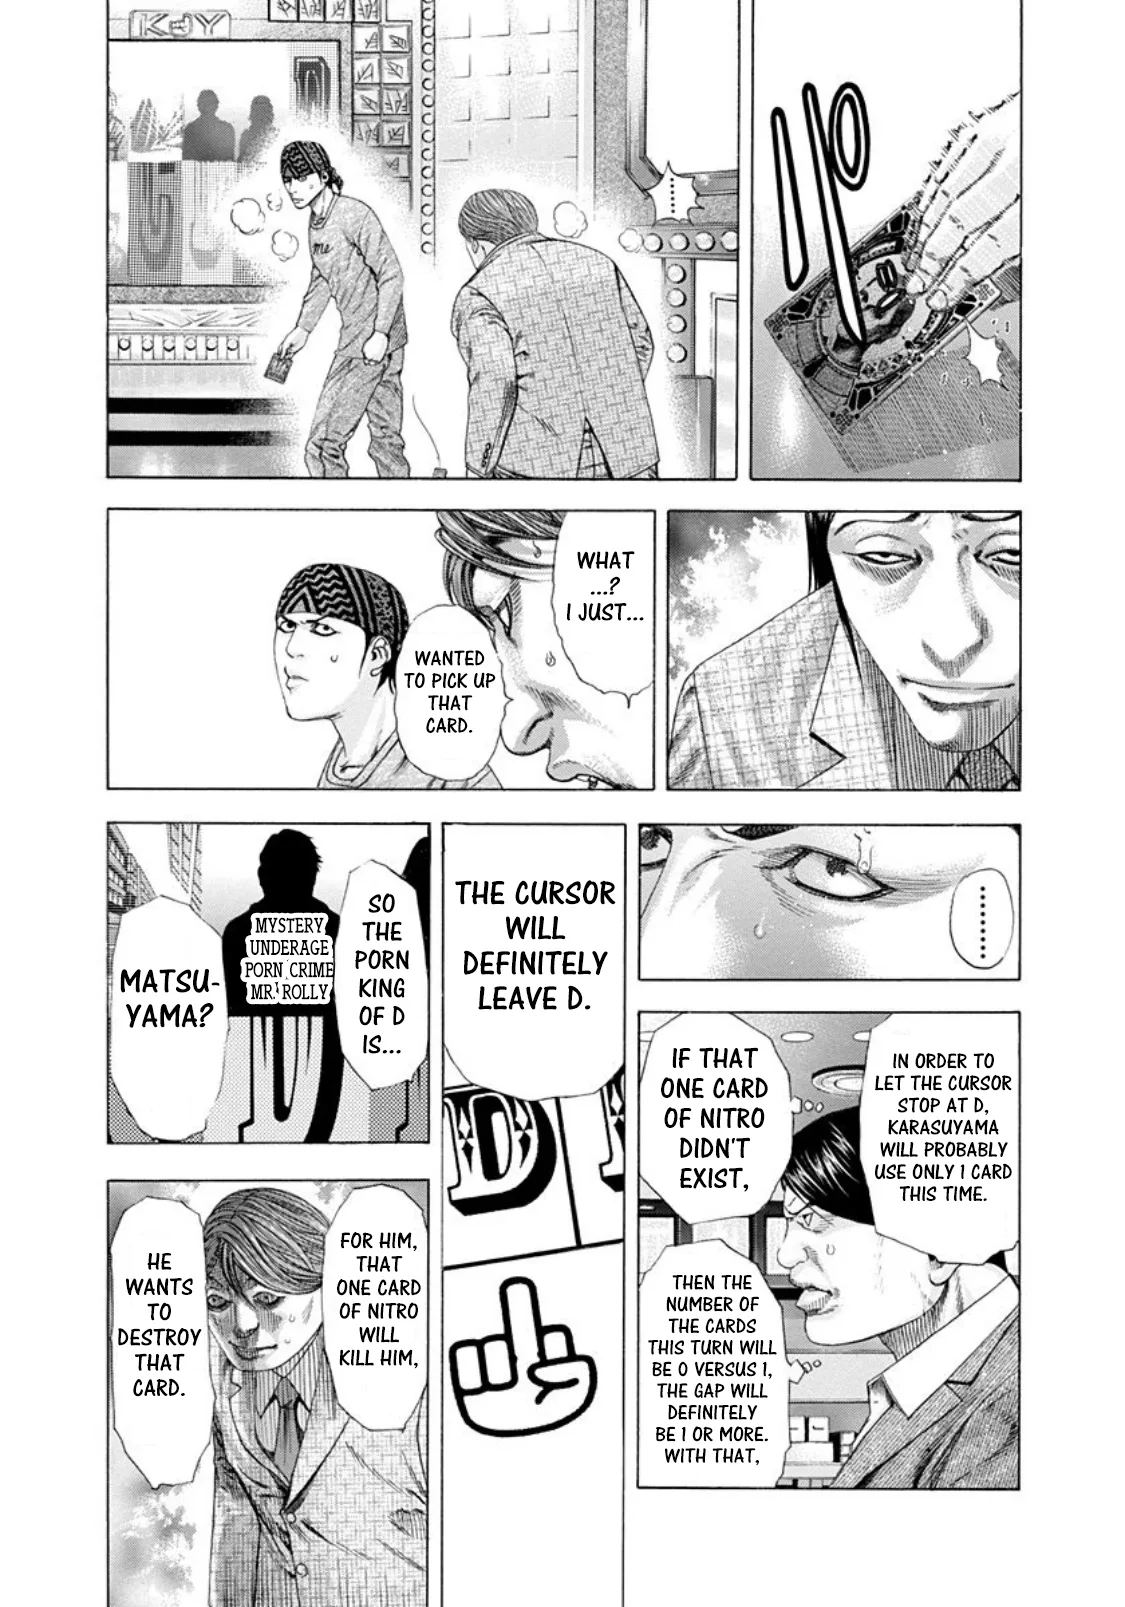 パ
.......
K Y
D
me
WHAT
...?
I JUST...
WANTED
TO PICK UP
THAT
CARD.
........
IN ORDER TO
LET THE CURSOR
STOP AT D,
KARASUYAMA
WILL PROBABLY
USE ONLY 1 CARD
THIS TIME.
IF THAT
ONE CARD
OF NITRO
DIDN'T
EXIST,
THEN THE
NUMBER OF
THE CARDS
THIS TURN WILL
BE 0 VERSUS 1,
THE GAP WILL
DEFINITELY
BE 1 OR MORE.
WITH THAT,
THE CURSOR
WILL
DEFINITELY
LEAVE D.
D
SO
THE
PORN
KING
OF D
IS...
MYSTERY
UNDERAGE
PORN CRIME
MR. ROLLY
D
MATSU-
YAMA?
FOR HIM,
THAT
ONE CARD
OF NITRO
WILL
KILL HIM,
HE
WANTS
TO
DESTROY
THAT
CARD.